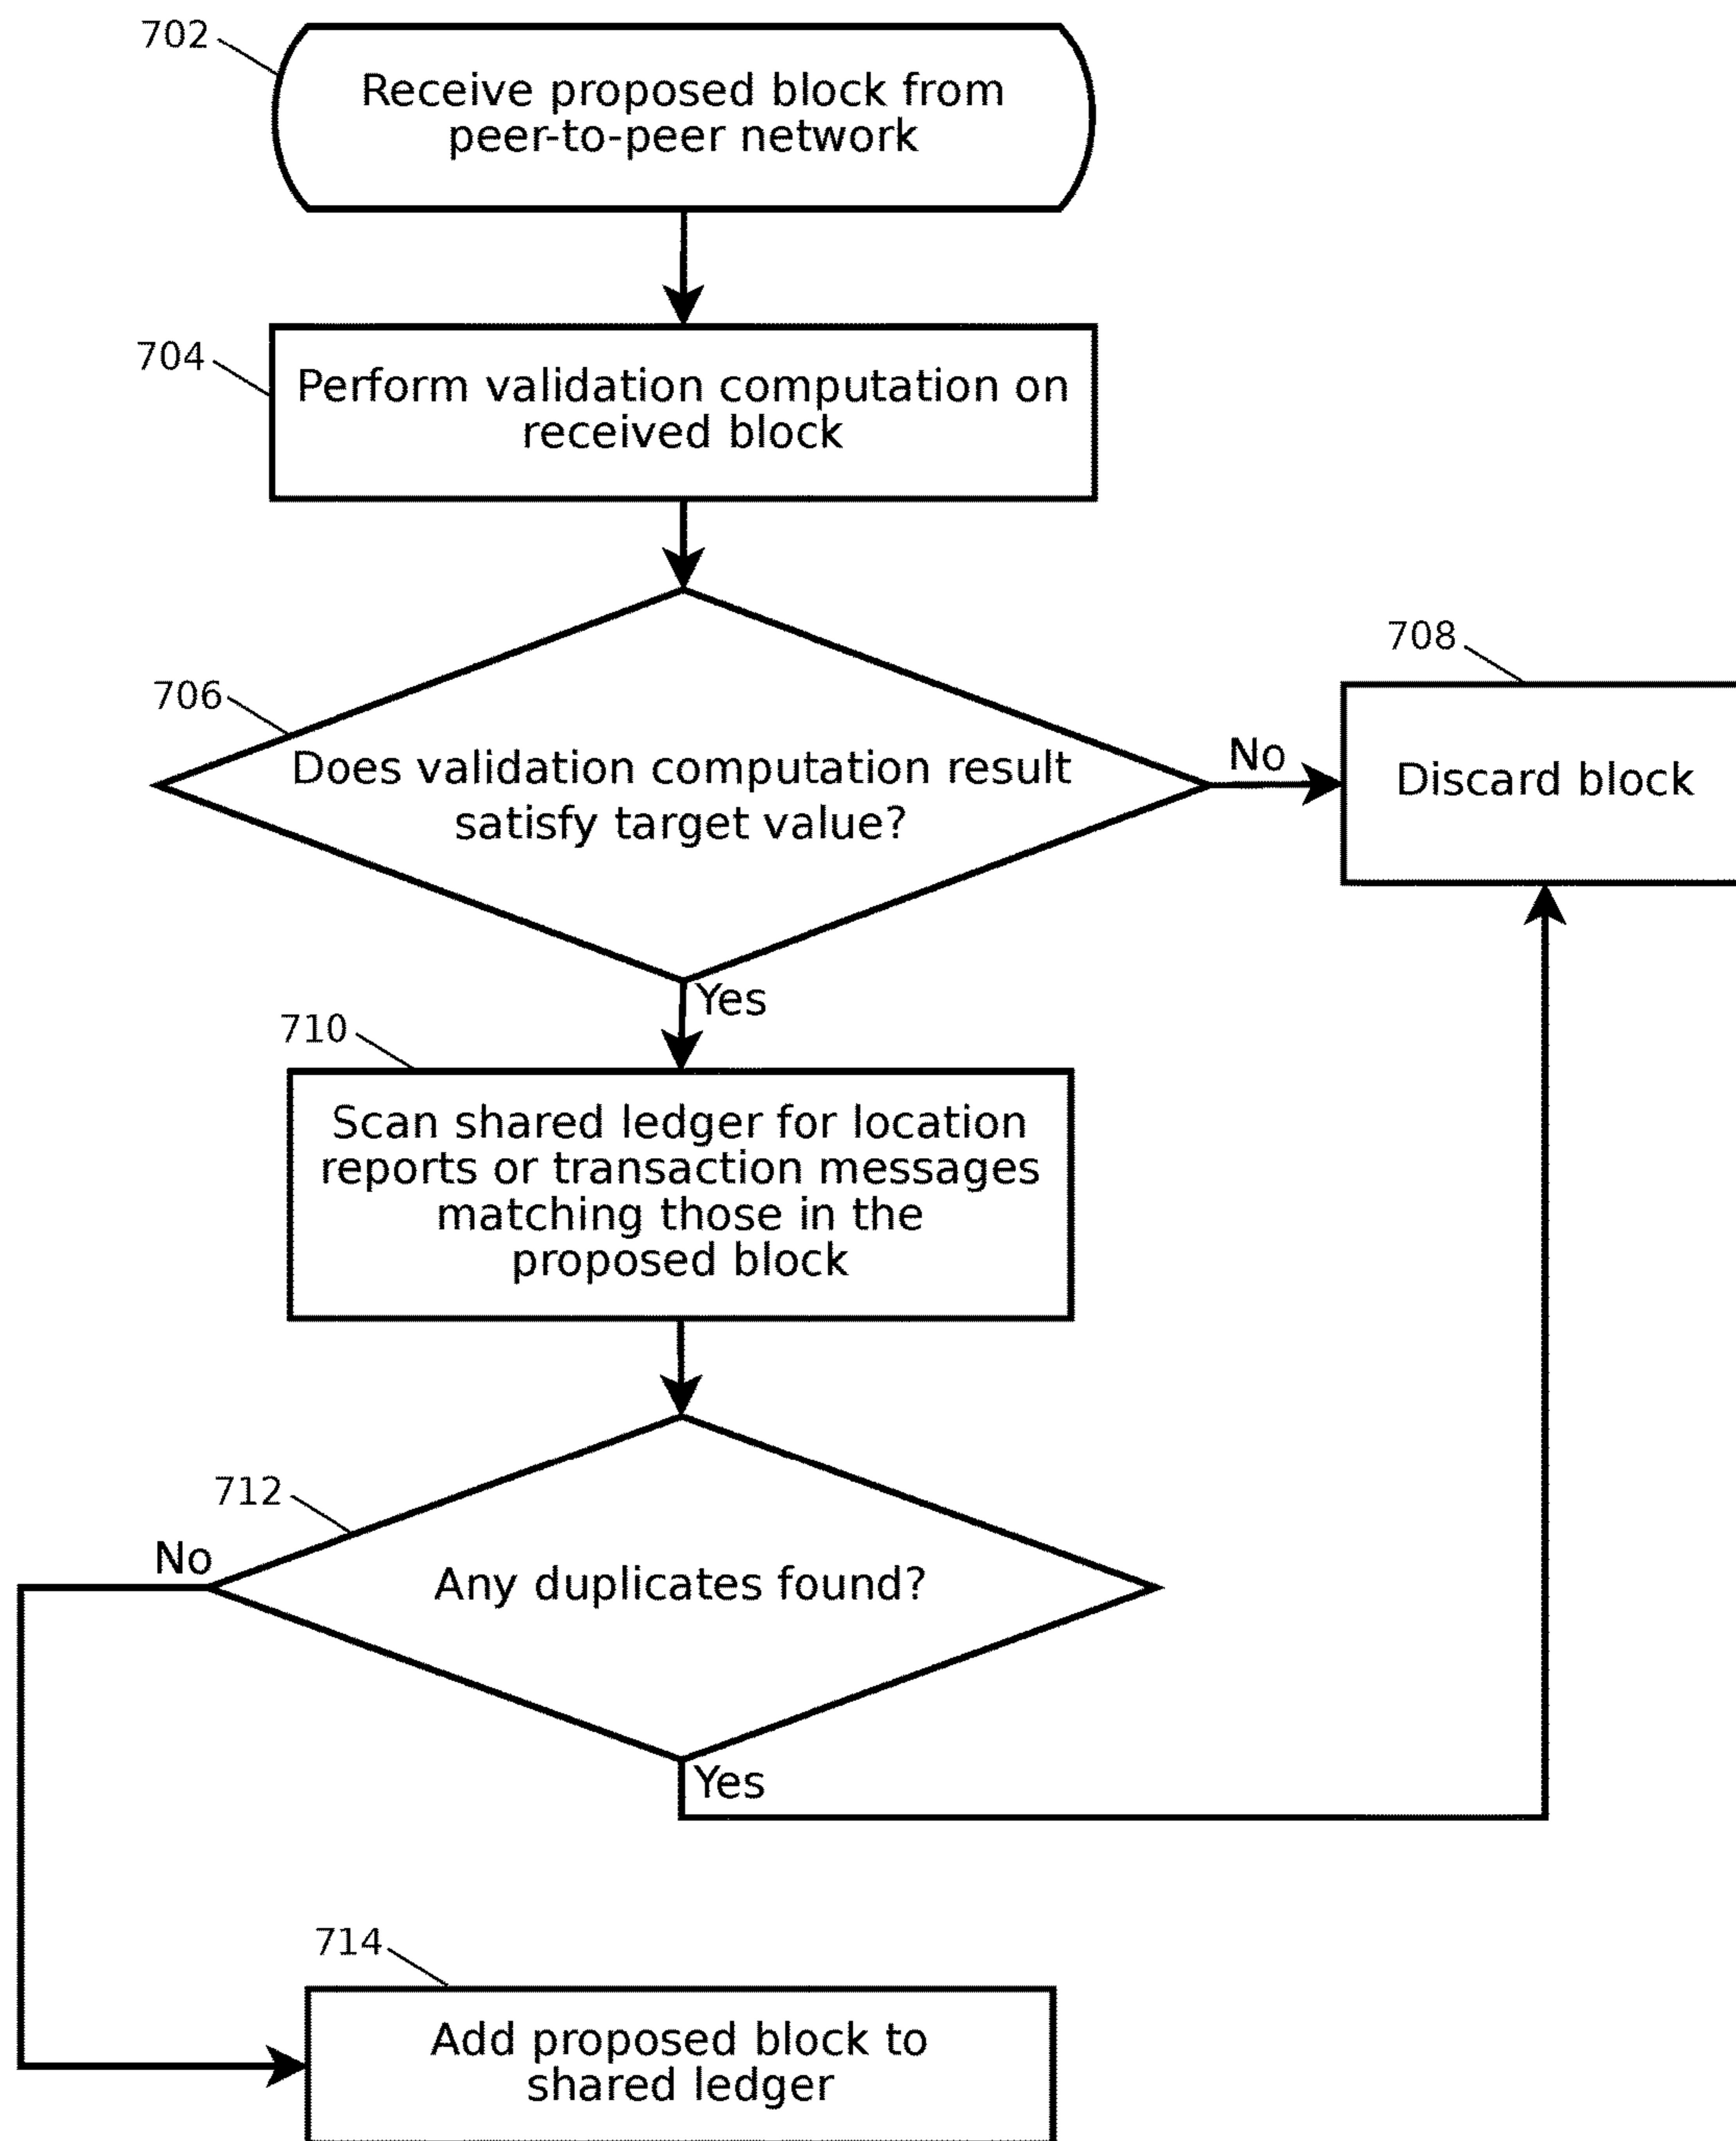 702
Receive proposed block from
peer-to-peer network
704
Perform validation computation on
received block
706
Does validation computation result
satisfy target value?
No
708
Discard block
Yes
710
Scan shared ledger for location
reports or transaction messages
matching those in the
proposed block
712
No
Any duplicates found?
Yes
714
Add proposed block to
shared ledger